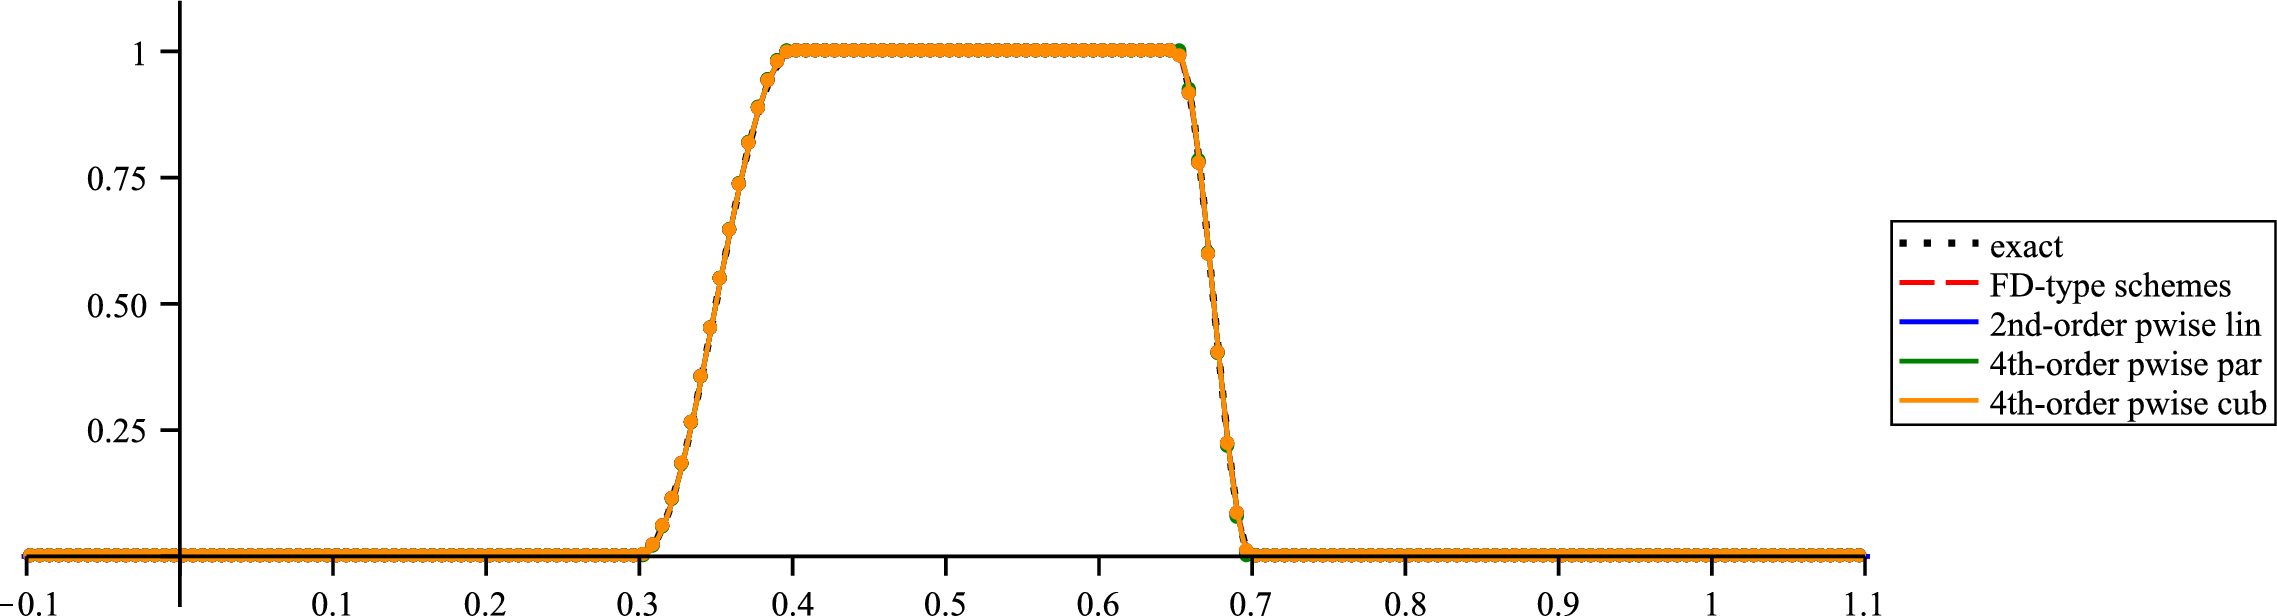 1
0.75
0.50
0.25
−0.1 0.1 0.2 0.3 0.4 0.5 0.6 0.7 0.8 0.9 1 1.1
exact
FD-type schemes
2nd-order pwise lin
4th-order pwise par
4th-order pwise cub